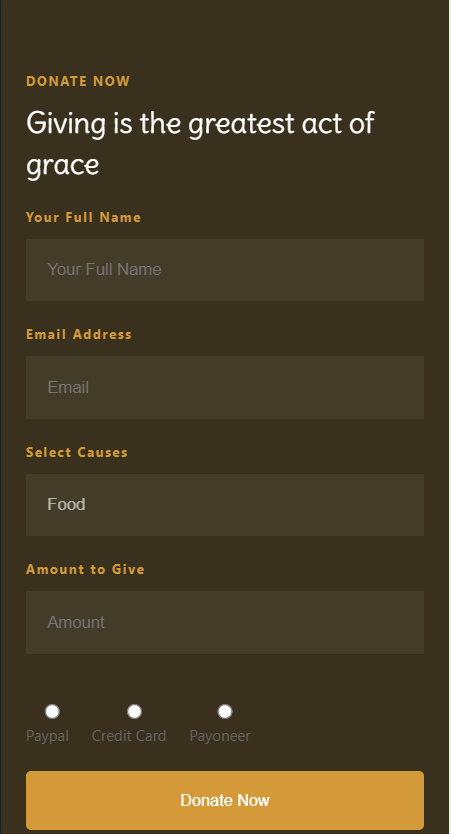 DONATE NOW
Giving is the greatest act of
grace
Your Full Name
Your Full Name
Email Address
Email
Select Causes
Food
Amount to Give
Amount
Paypal Credit Card Payoneer
Donate Now